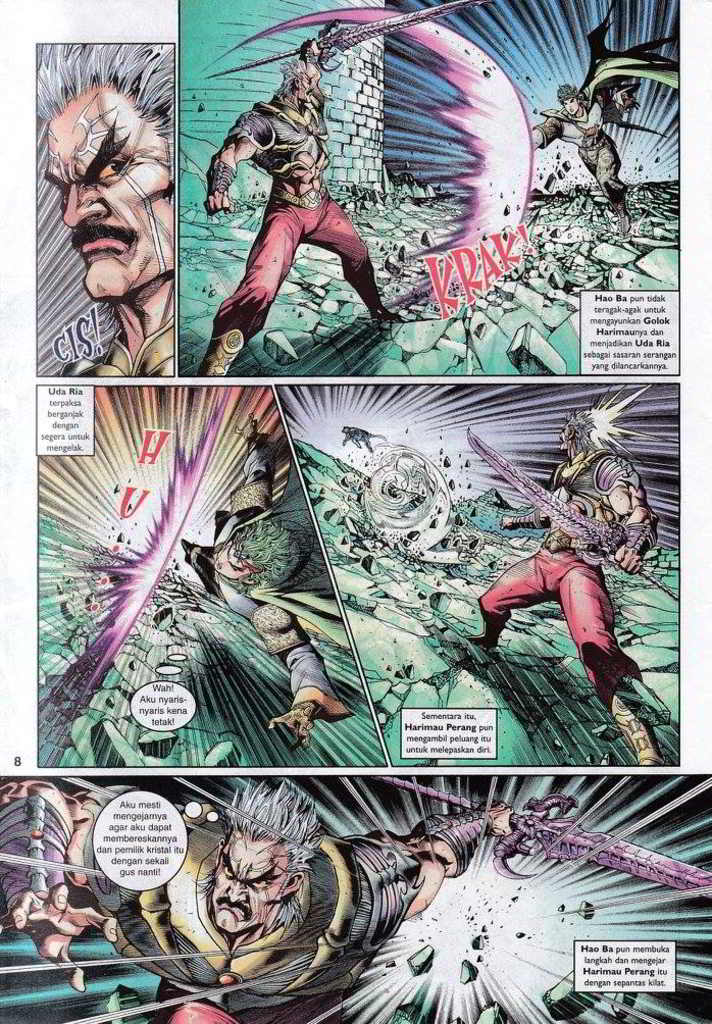 CIS!
KRAK!
Hao Ba pun tidak
teragak-agak untuk
mengayunkan Golok
Harimaunya dan
menjadikan Uda Ria
sebagai sasaran serangan
yang dilancarkannya.
Uda Ria
terpaksa
berganjak
dengan
segera untuk
mengelak.
HU
Wah!
Aku nyaris-
nyaris kena
tetak!
Sementara itu,
Harimau Perang pun
mengambil peluang itu
untuk melepaskan diri.
8
Aku mesti
mengejarnya
agar aku dapat
membereskannya
dan pemilik kristal itu
dengan sekali
gus nanti!
Hao Ba pun membuka
langkah dan mengejar
Harimau Perang itu
dengan sepantas kilat.